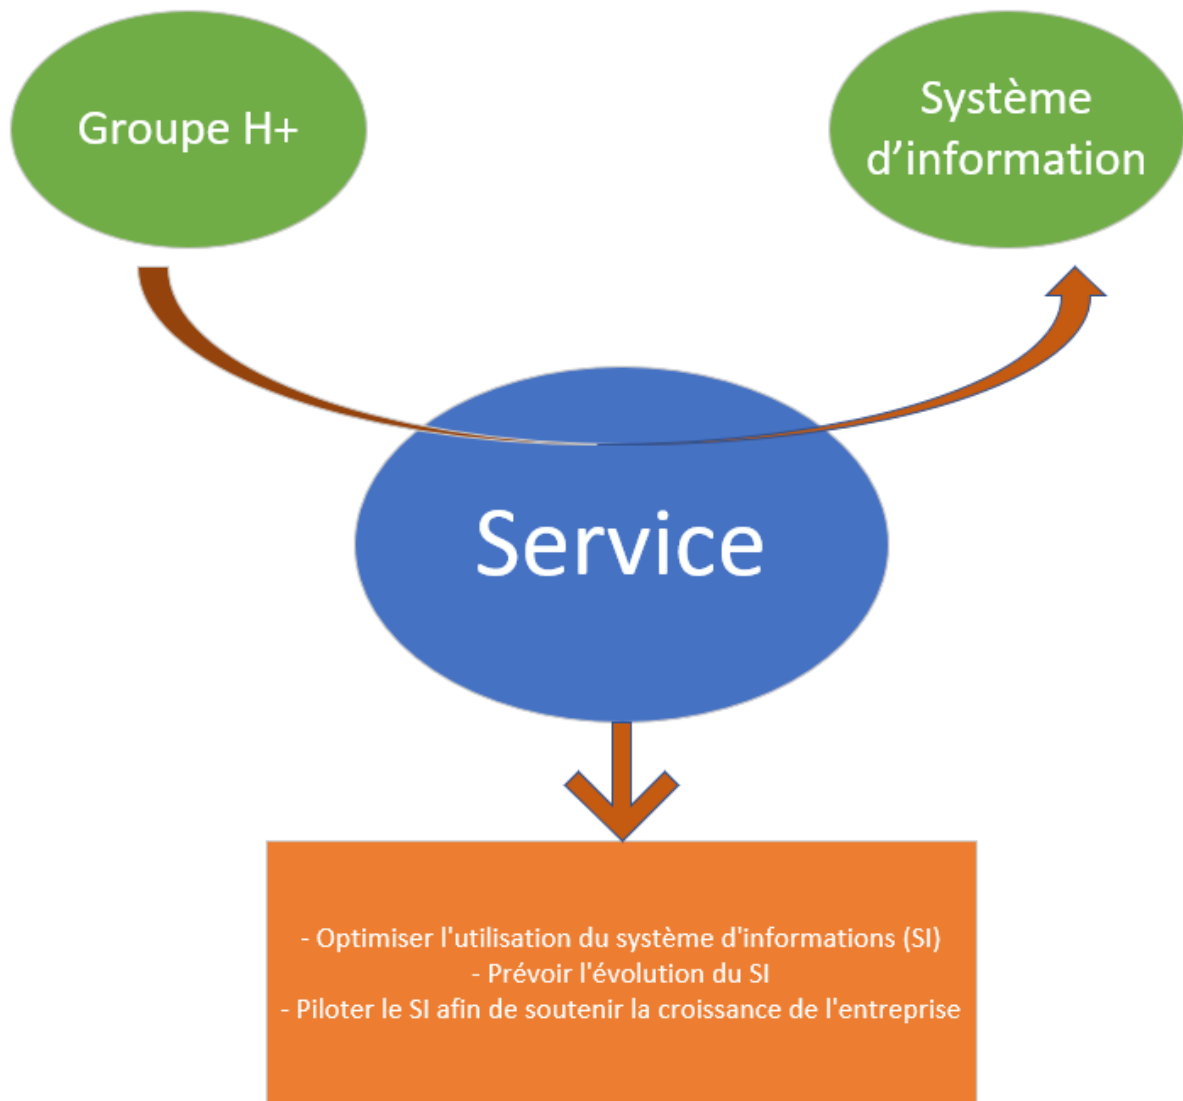 Groupe H+
Système
d’information
Service
- Optimiser l'utilisation du système d'informations (SI)
- Prévoir l'évolution du SI
- Piloter le SI afin de soutenir la croissance de l'entreprise